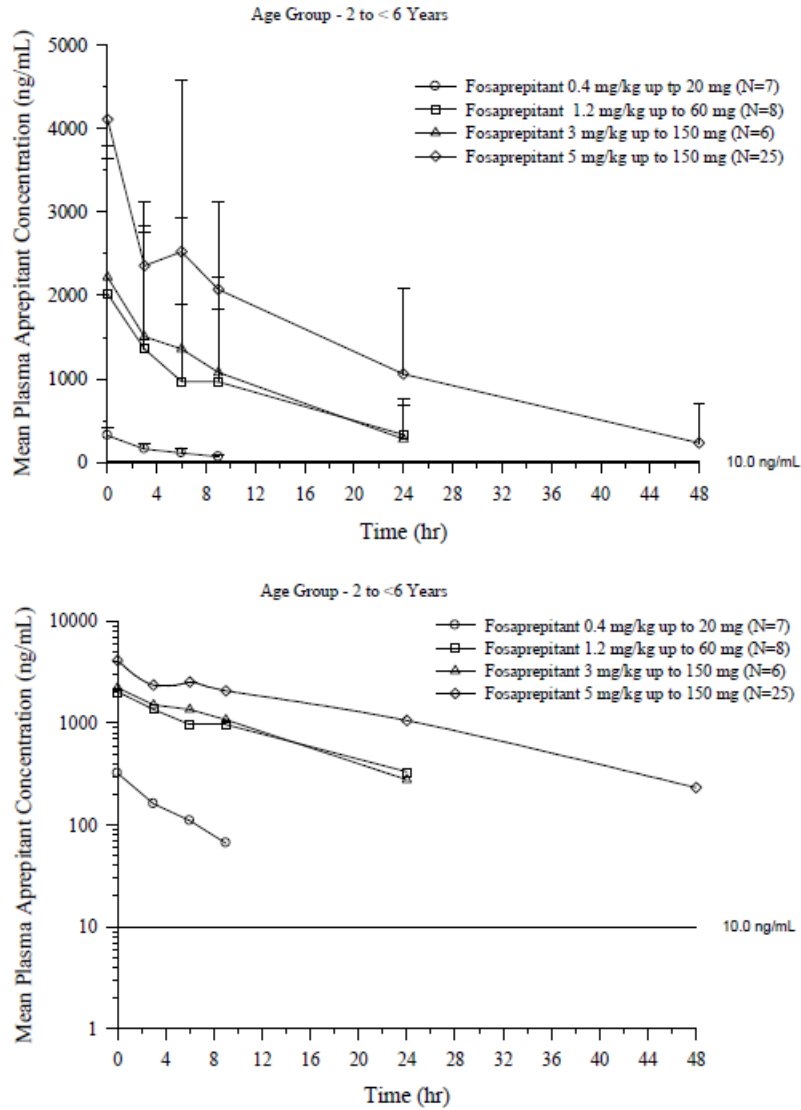 Age Group - 2 to < 6 Years
Mean Plasma Aprepitant Concentration (ng/mL)
5000
4000
3000
2000
1000
0
Fosaprepitant 0.4 mg/kg up tp 20 mg (N=7)
Fosaprepitant 1.2 mg/kg up to 60 mg (N=8)
Fosaprepitant 3 mg/kg up to 150 mg (N=6)
Fosaprepitant 5 mg/kg up to 150 mg (N=25)
10.0 ng/mL
0 4 8 12 16 20 24 28 32 36 40 44 48
Time (hr)
Age Group - 2 to <6 Years
Mean Plasma Aprepitant Concentration (ng/mL)
10000
1000
100
10
1
Fosaprepitant 0.4 mg/kg up to 20 mg (N=7)
Fosaprepitant 1.2 mg/kg up to 60 mg (N=8)
Fosaprepitant 3 mg/kg up to 150 mg (N=6)
Fosaprepitant 5 mg/kg up to 150 mg (N=25)
10.0 ng/mL
0 4 8 12 16 20 24 28 32 36 40 44 48
Time (hr)